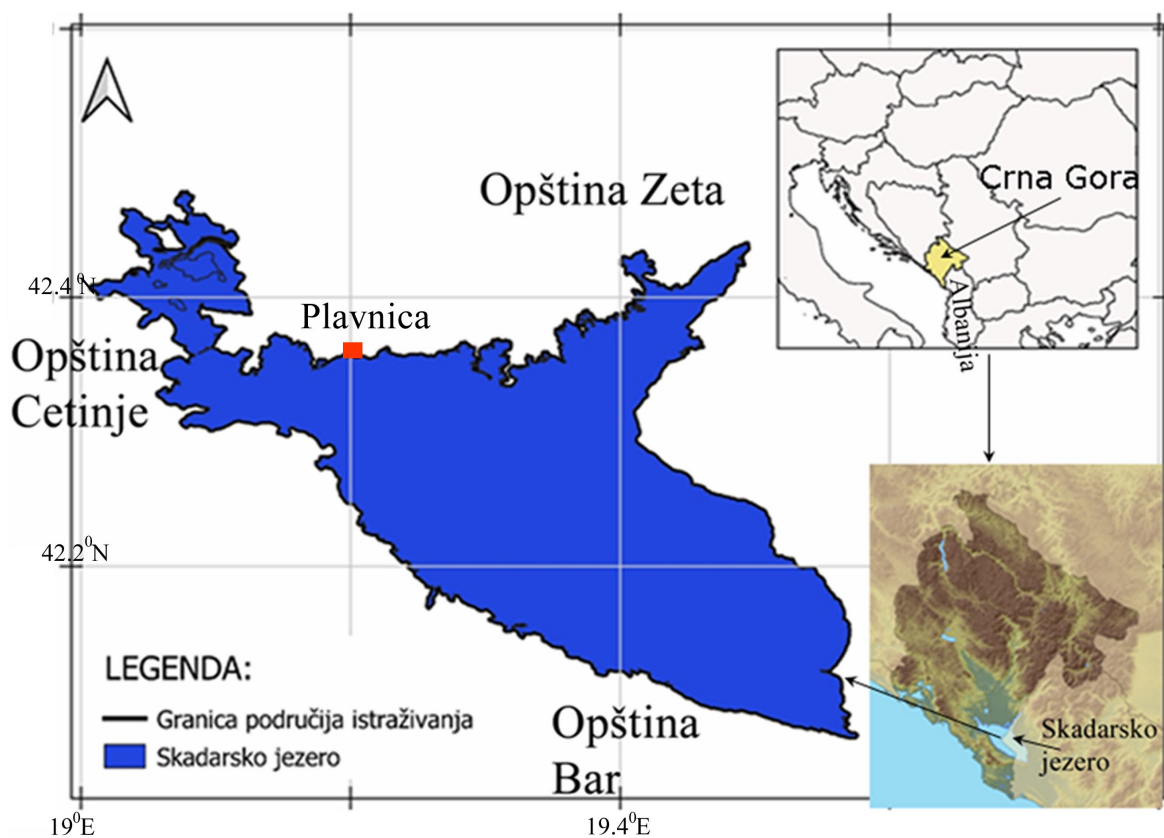 Crna Gora
Albanija
Opština Zeta
42.4⁰N
Plavnica
Opština
Cetinje
42.2⁰N
LEGENDA:
Granica područija istraživanja
Skadarsko jezero
Opština
Bar
Skadarsko
jezero
19⁰E
19.4⁰E